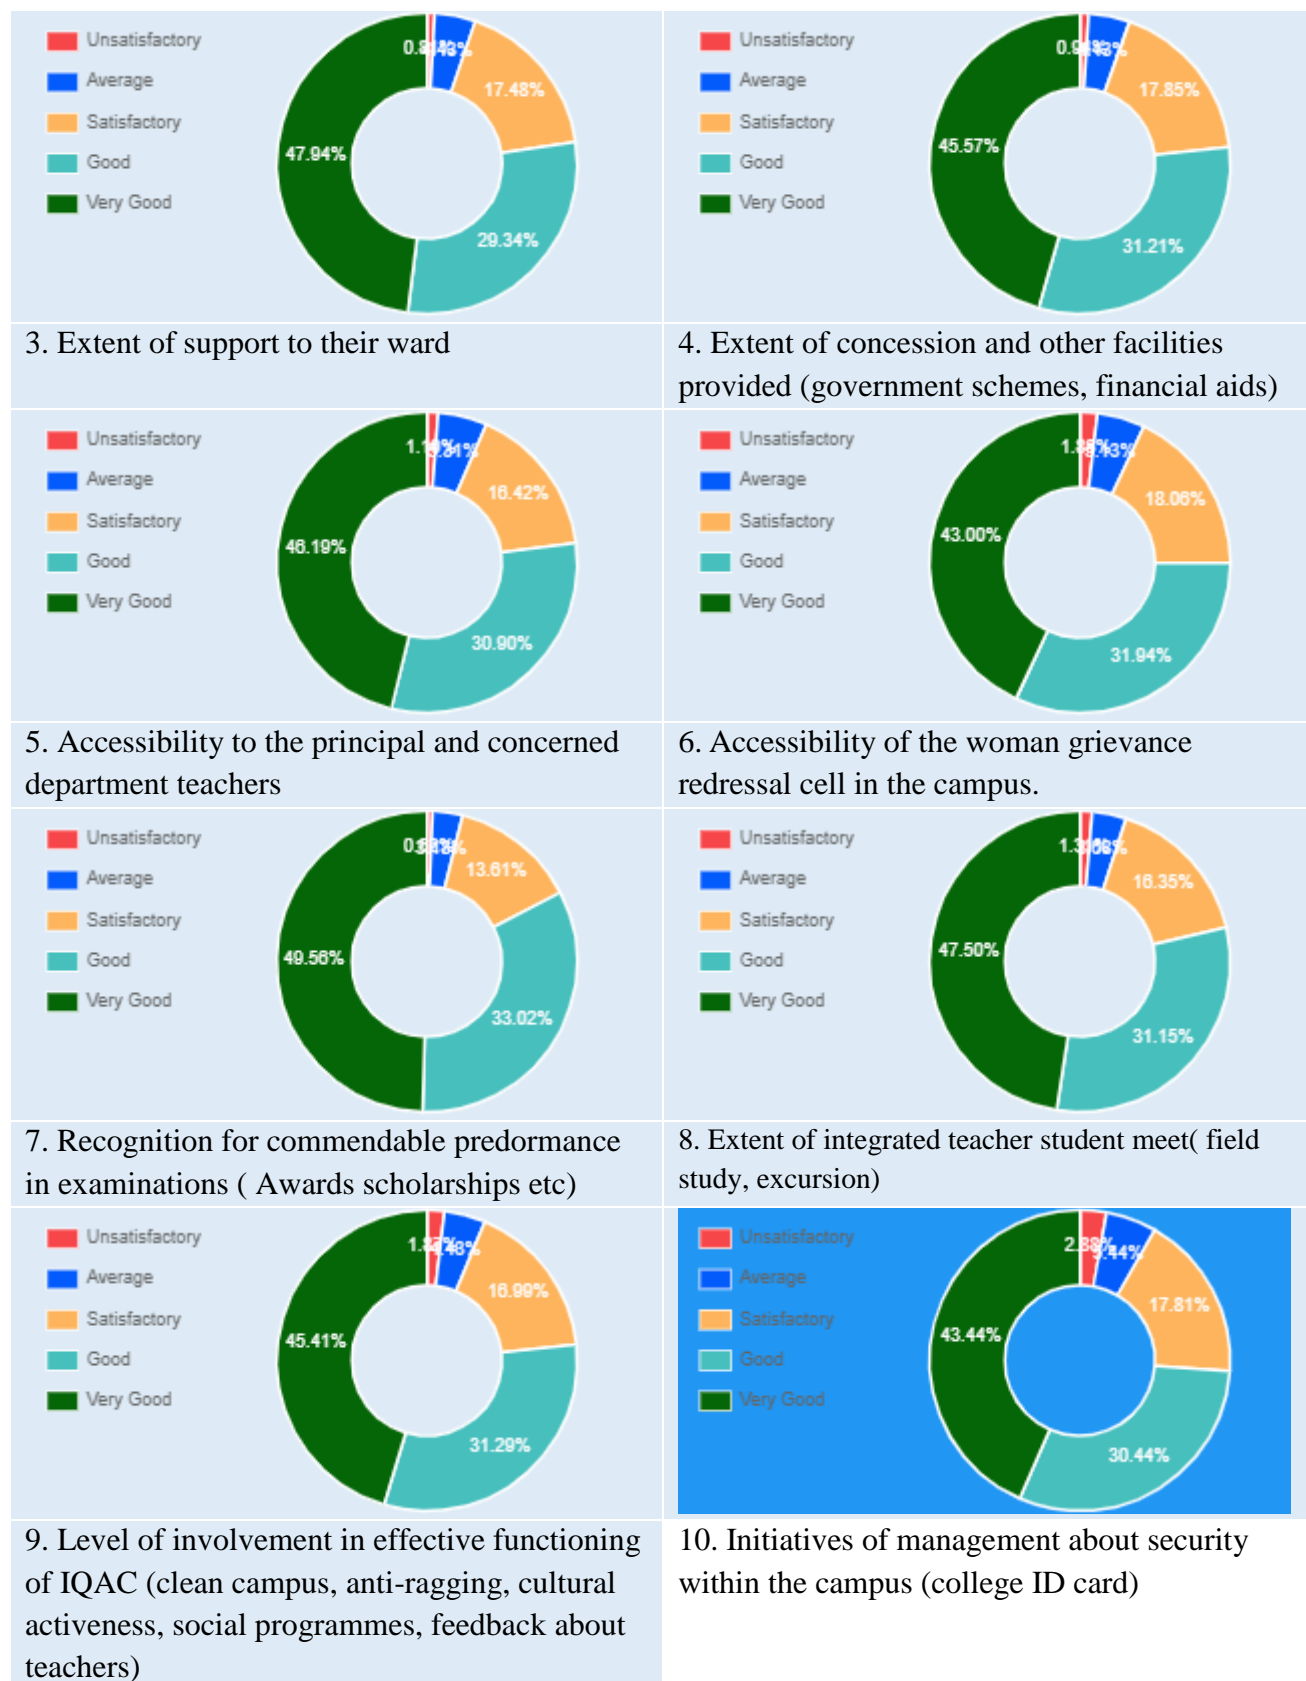 Unsatisfactory
Average
Satisfactory
Good
Very Good
17.48%
29.34%
47.94%
Unsatisfactory
Average
Satisfactory
Good
Very Good
17.85%
31.21%
45.57%
3. Extent of support to their ward
4. Extent of concession and other facilities
provided (government schemes, financial aids)
Unsatisfactory
Average
Satisfactory
Good
Very Good
16.42%
30.90%
46.19%
Unsatisfactory
Average
Satisfactory
Good
Very Good
18.06%
31.94%
43.00%
5. Accessibility to the principal and concerned
department teachers
6. Accessibility of the woman grievance
redressal cell in the campus.
Unsatisfactory
Average
Satisfactory
Good
Very Good
13.61%
33.02%
49.56%
Unsatisfactory
Average
Satisfactory
Good
Very Good
16.35%
31.15%
47.50%
7. Recognition for commendable predormance
in examinations ( Awards scholarships etc)
8. Extent of integrated teacher student meet( field
study, excursion)
Unsatisfactory
Average
Satisfactory
Good
Very Good
16.99%
31.29%
45.41%
Unsatisfactory
Average
Satisfactory
Good
Very Good
17.81%
30.44%
43.44%
9. Level of involvement in effective functioning
of IQAC (clean campus, anti-ragging, cultural
activeness, social programmes, feedback about
teachers)
10. Initiatives of management about security
within the campus (college ID card)